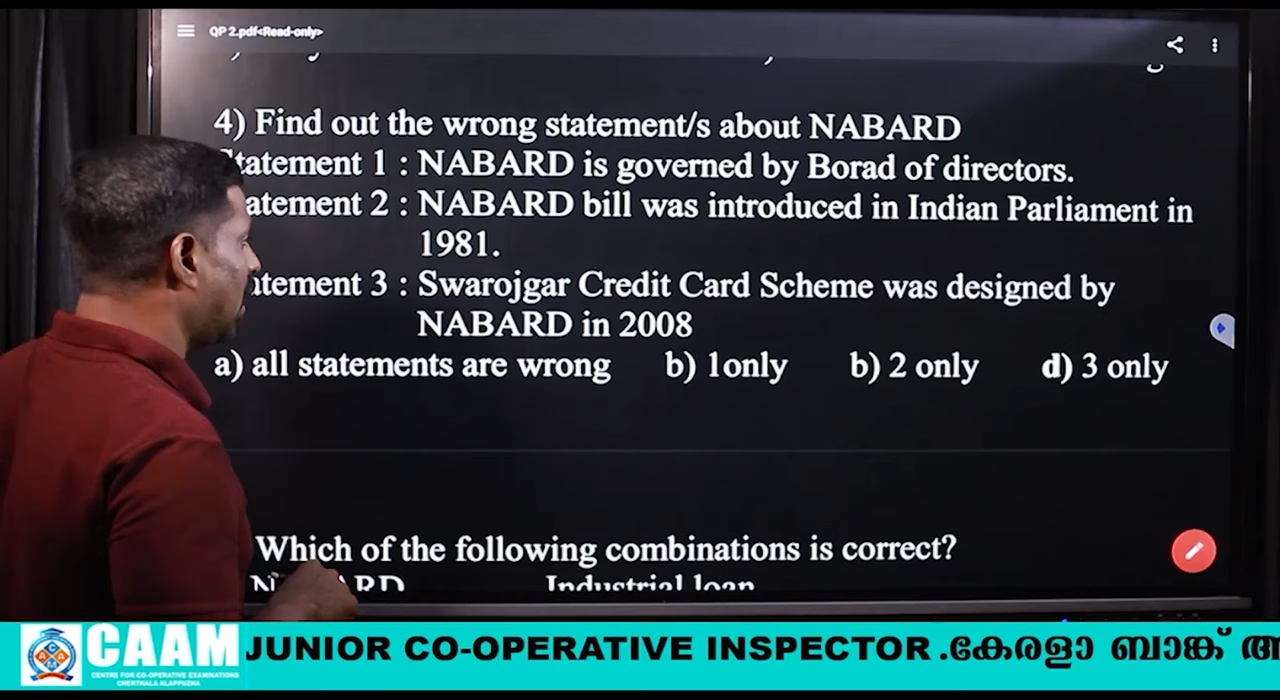 QP 2.pdf<Read-only>
4) Find out the wrong statement/s about NABARD
tatement 1 : NABARD is governed by Borad of directors.
atement 2 : NABARD bill was introduced in Indian Parliament in
1981.
tement 3 : Swarojgar Credit Card Scheme was designed by
NABARD in 2008
a) all statements are wrong b) 1only b) 2 only d) 3 only
Which of the following combinations is correct?
Industrial loan
CAAM
CENTRE FOR CO-OPERATIVE EXAMINATIONS
CHERTHALA ALAPPUZHA
JUNIOR CO-OPERATIVE INSPECTOR .കേരളാ ബാങ്ക് അ